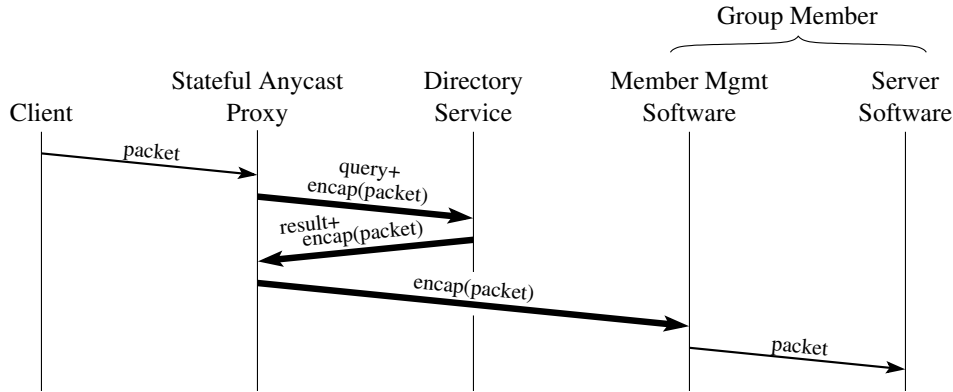 Group Member
Stateful Anycast
Proxy
Directory
Service
Member Mgmt
Software
Server
Software
Client
packet
query+
encap(packet)
result+
encap(packet)
encap(packet)
packet